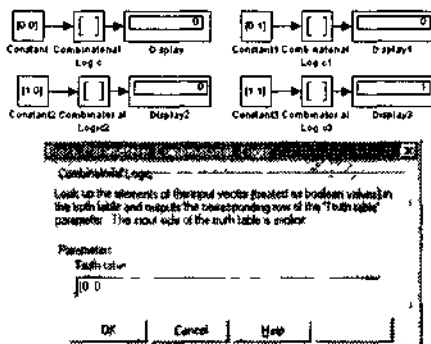 [0 0]
[ ]
0
[0 1]
[ ]
0
Constant Combinatorial Logic
Display
Constant1 Combinatorial Logic1
Display1
[1 0]
[ ]
0
[1 1]
[ ]
1
Constant2 Combinatorial Logic2
Display2
Constant3 Combinatorial Logic3
Display3
Combinatorial Logic
Look up the elements of the input vector (treated as boolean values) in
the truth table and outputs the corresponding row of the 'Truth table'
parameter. The input side of the truth table is implicit.
Parameters
Truth table
[0 0
OK
Cancel
Help